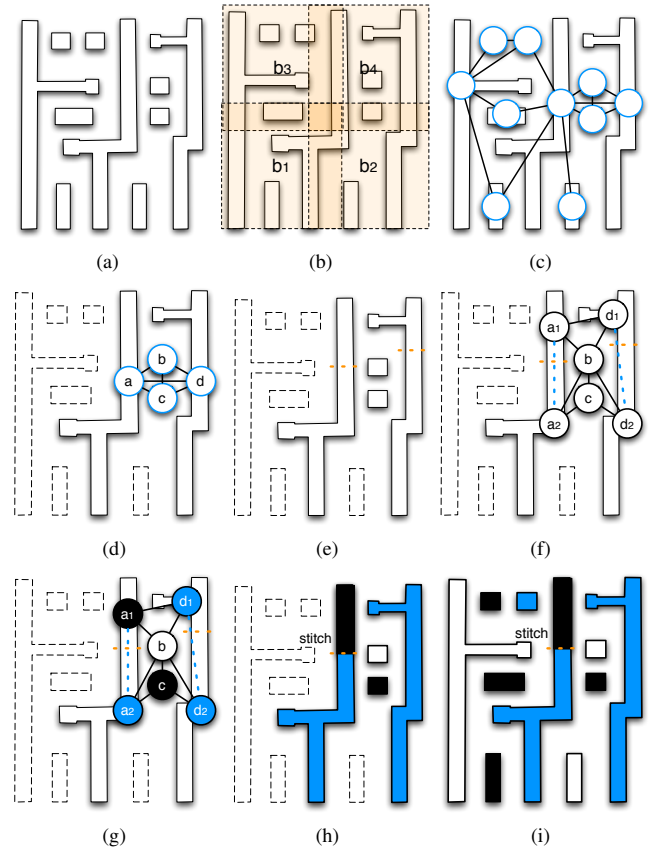 b3 b4
b1 b2
(a) (b) (c)
a b c d
a1 d1
b
c
a2 d2
(d) (e) (f)
a1 d1
b
c
a2 d2
stitch
stitch
(g) (h) (i)